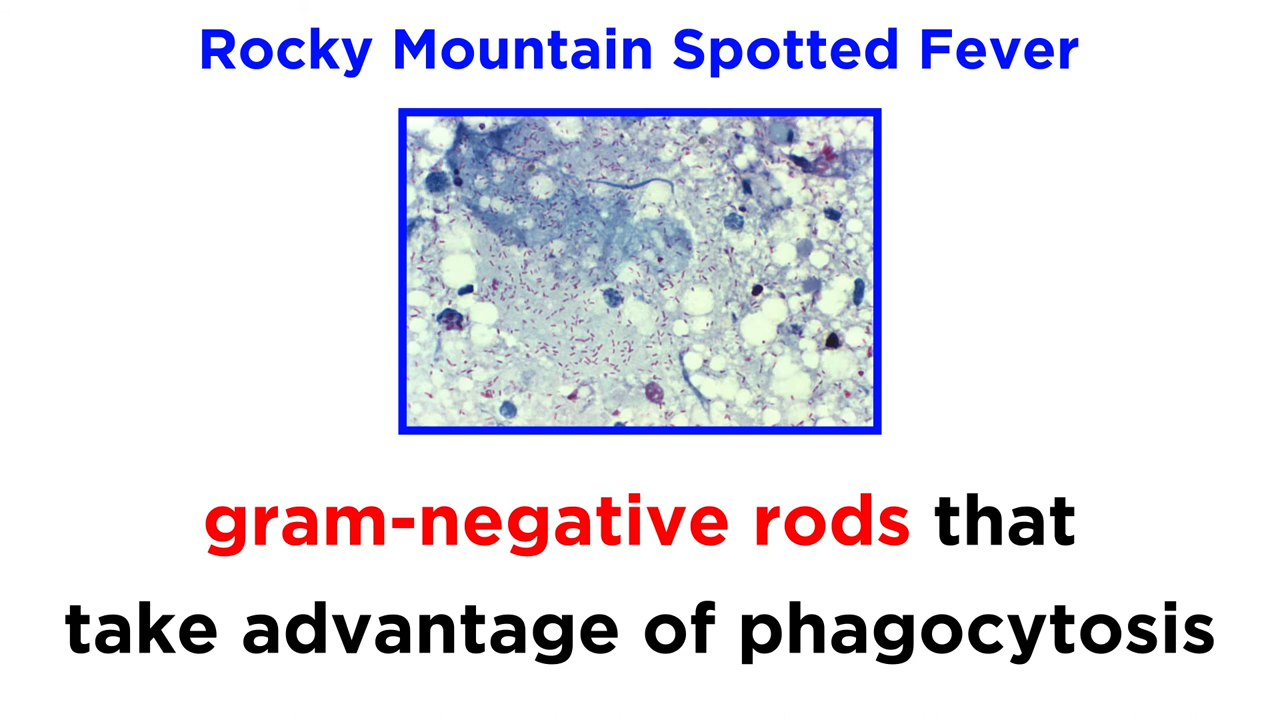 Rocky Mountain Spotted Fever
gram-negative rods that
take advantage of phagocytosis